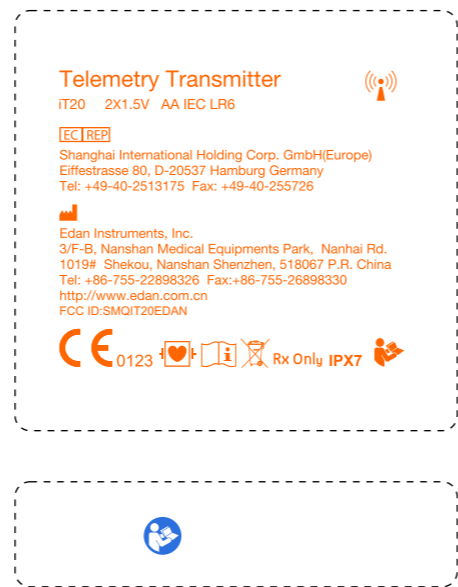 Telemetry Transmitter
iT20 2X1.5V AA IEC LR6
EC REP
Shanghai International Holding Corp. GmbH(Europe)
Eiffestrasse 80, D-20537 Hamburg Germany
Tel: +49-40-2513175 Fax: +49-40-255726
Edan Instruments, Inc.
3/F-B, Nanshan Medical Equipments Park, Nanhai Rd.
1019# Shekou, Nanshan Shenzhen, 518067 P.R. China
Tel: +86-755-22898326 Fax:+86-755-26898330
http://www.edan.com.cn
FCC ID:SMQIT20EDAN
CE 0123 i Rx Only IPX7